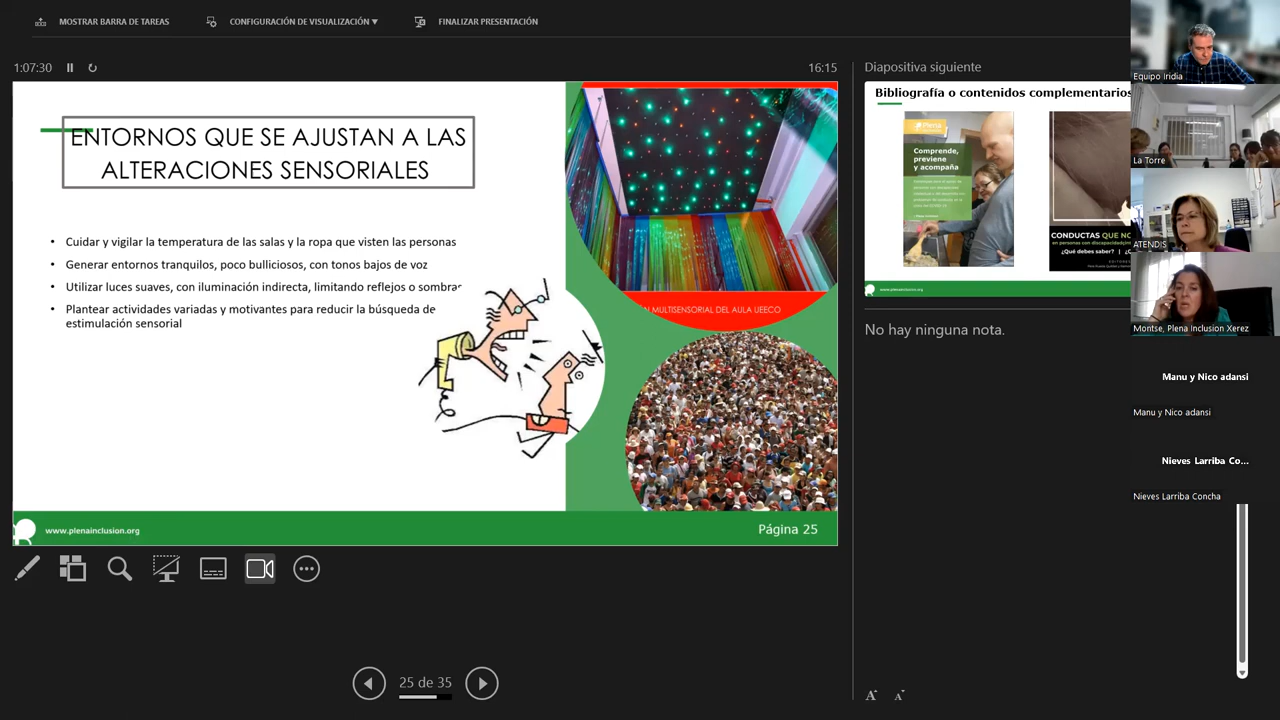 MOSTRAR BARRA DE TAREAS
CONFIGURACIÓN DE VISUALIZACIÓN ▼
FINALIZAR PRESENTACIÓN
1:07:30
16:15
ENTORNOS QUE SE AJUSTAN A LAS
ALTERACIONES SENSORIALES
• Cuidar y vigilar la temperatura de las salas y la ropa que visten las personas
• Generar entornos tranquilos, poco bulliciosos, con tonos bajos de voz
• Utilizar luces suaves, con iluminación indirecta, limitando reflejos o sombras
• Plantear actividades variadas y motivantes para reducir la búsqueda de
estimulación sensorial
MULTISENSORIAL DEL AULA UEECO
www.plenainclusion.org
Página 25
25 de 35
Diapositiva siguiente
Bibliografía o contenidos complementarios
Plena
Comprende,
previene
y acompaña
CONDUCTAS QUE NO
¿Qué debes saber?
www.plenainclusion.org
No hay ninguna nota.
Equipo Iridia
La Torre
ATENDIS
Montse, Plena Inclusion Xerez
Manu y Nico adansi
Manu y Nico adansi
Nieves Larriba Co...
Nieves Larriba Concha